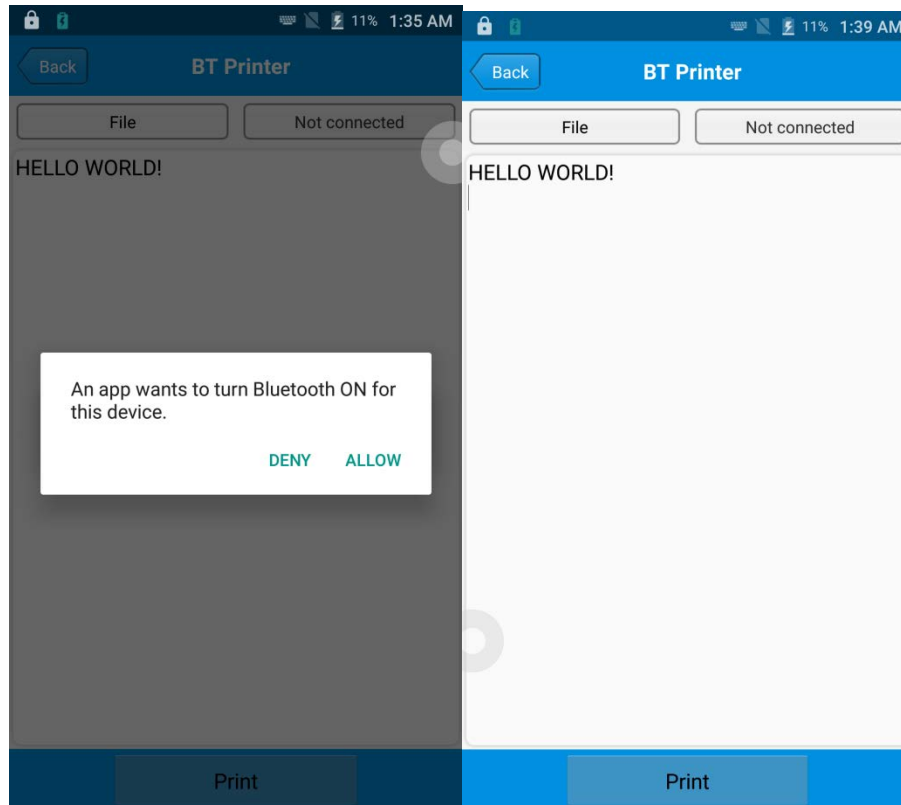 11% 1:35 AM
Back
BT Printer
File
Not connected
HELLO WORLD!
An app wants to turn Bluetooth ON for
this device.
DENY ALLOW
Print
11% 1:39 AM
Back
BT Printer
File
Not connected
HELLO WORLD!
Print